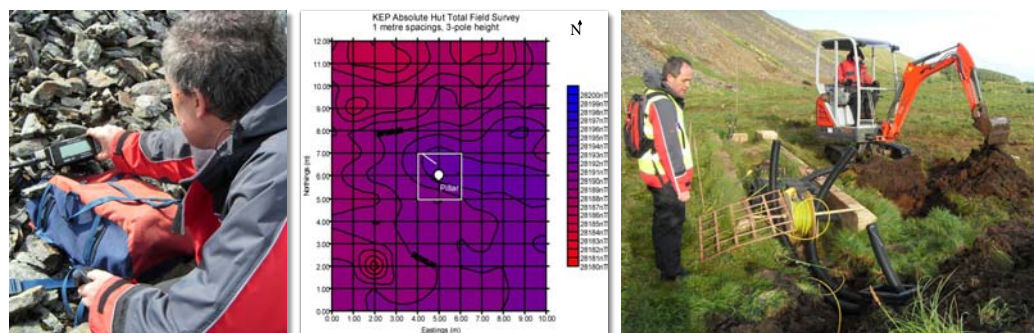 KEP Absolute Hut Total Field Survey
1 metre spacings, 3-pole height
N
12.00
11.00
10.00
9.00
8.00
7.00
6.00
5.00
4.00
3.00
2.00
1.00
0.00
Northings (m)
Pillar
0.00 1.00 2.00 3.00 4.00 5.00 6.00 7.00 8.00 9.00 10.00
Eastings (m)
28200nT
28199nT
28198nT
28197nT
28196nT
28195nT
28194nT
28193nT
28192nT
28191nT
28190nT
28189nT
28188nT
28187nT
28186nT
28185nT
28184nT
28183nT
28182nT
28181nT
28180nT